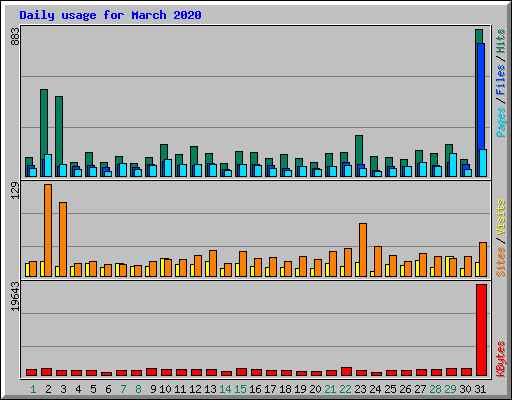 Daily usage for March 2020
883
Pages/Files/Hits
129
Sites/Visits
19643
KBytes
1 2 3 4 5 6 7 8 9 10 11 12 13 14 15 16 17 18 19 20 21 22 23 24 25 26 27 28 29 30 31